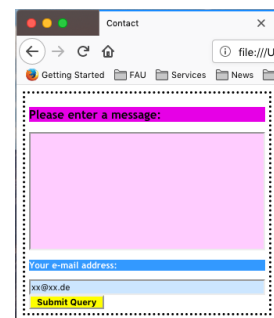 Contact
file:///U
Getting Started FAU Services News
Please enter a message:
Your e-mail address:
xx@xx.de
Submit Query